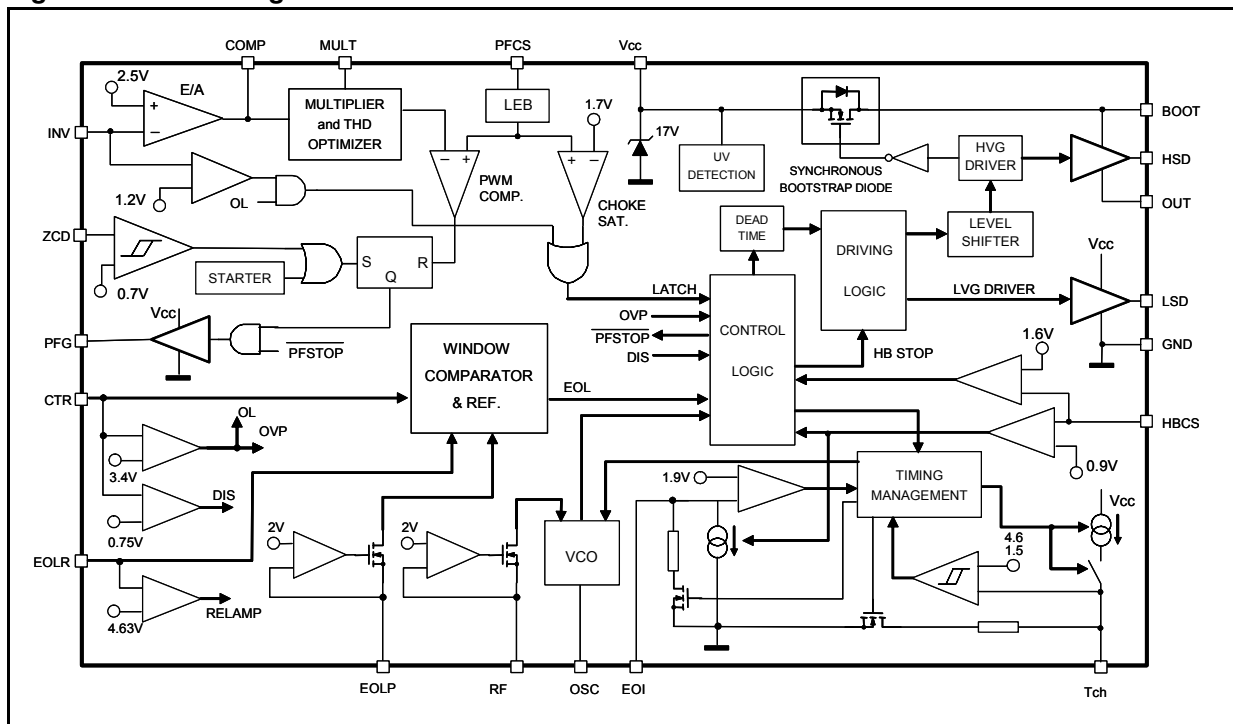 COMP
MULT
PFCS
Vcc
2.5V
E/A
+
−
INV
MULTIPLIER
and THD
OPTIMIZER
LEB
1.7V
17V
UV
DETECTION
SYNCHRONOUS
BOOTSTRAP DIODE
HVG
DRIVER
BOOT
HSD
OUT
− +
+ −
PWM
COMP.
CHOKE
SAT.
1.2V
OL
ZCD
0.7V
STARTER
S
R
Q
DEAD
TIME
DRIVING
LOGIC
LEVEL
SHIFTER
Vcc
LVG DRIVER
LSD
GND
LATCH
OVP
PFSTOP
DIS
CONTROL
LOGIC
HB STOP
1.6V
Vcc
PFG
PFSTOP
WINDOW
COMPARATOR
& REF.
EOL
CTR
OL
OVP
3.4V
DIS
0.75V
HBCS
0.9V
1.9V
TIMING
MANAGEMENT
Vcc
4.6
1.5
2V
2V
VCO
EOLR
RELAMP
4.63V
EOLP
RF
OSC
EOI
Tch